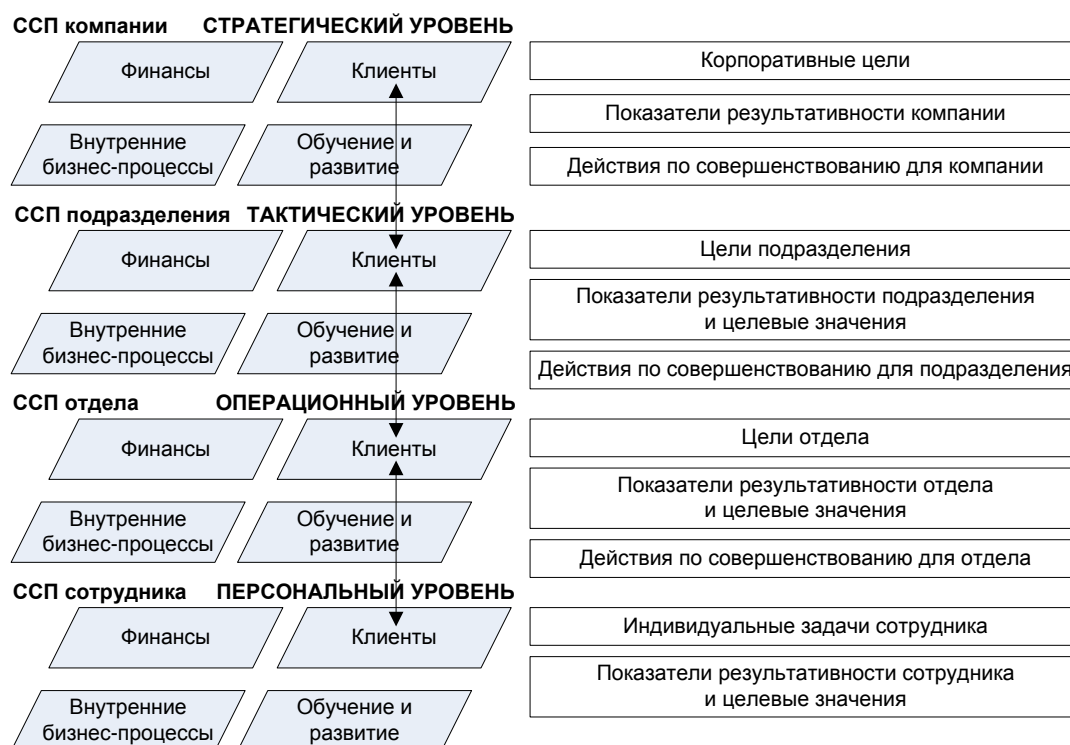 ССП компании СТРАТЕГИЧЕСКИЙ УРОВЕНЬ
Финансы
Клиенты
Внутренние
бизнес-процессы
Обучение и
развитие
Корпоративные цели
Показатели результативности компании
Действия по совершенствованию для компании
ССП подразделения ТАКТИЧЕСКИЙ УРОВЕНЬ
Финансы
Клиенты
Внутренние
бизнес-процессы
Обучение и
развитие
Цели подразделения
Показатели результативности подразделения
и целевые значения
Действия по совершенствованию для подразделения
ССП отдела ОПЕРАЦИОННЫЙ УРОВЕНЬ
Финансы
Клиенты
Внутренние
бизнес-процессы
Обучение и
развитие
Цели отдела
Показатели результативности отдела
и целевые значения
Действия по совершенствованию для отдела
ССП сотрудника ПЕРСОНАЛЬНЫЙ УРОВЕНЬ
Финансы
Клиенты
Внутренние
бизнес-процессы
Обучение и
развитие
Индивидуальные задачи сотрудника
Показатели результативности сотрудника
и целевые значения